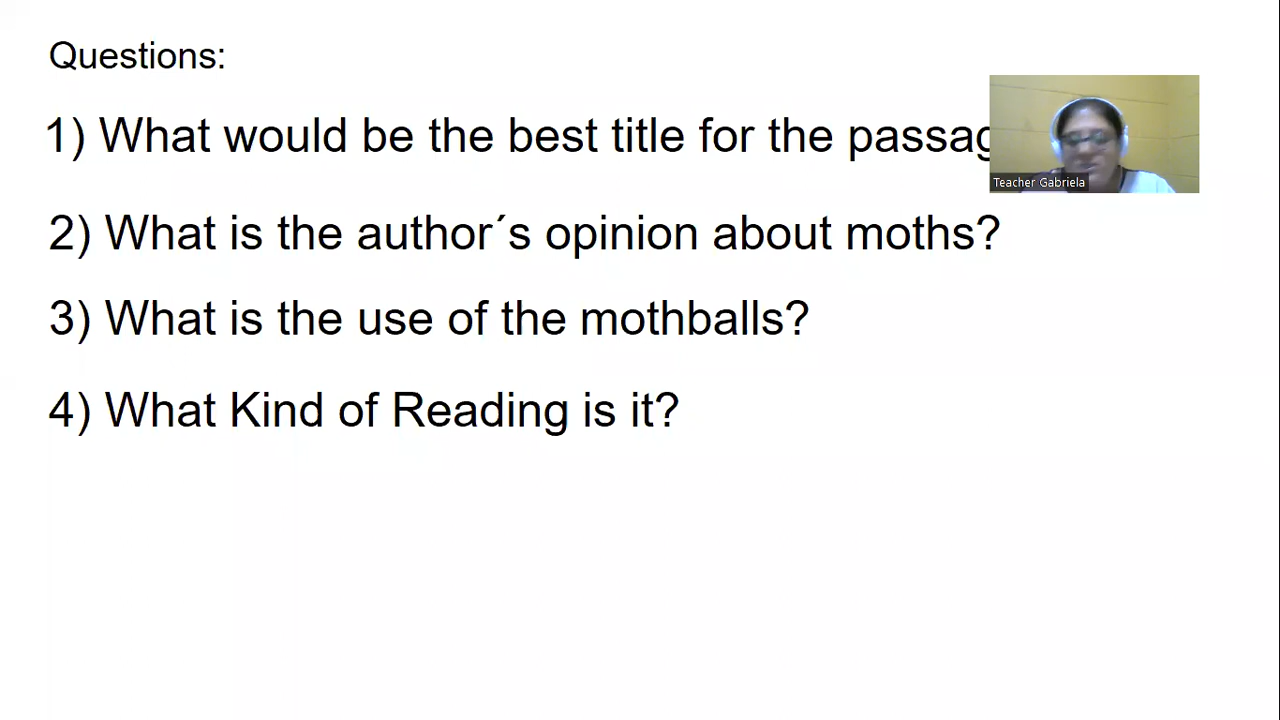 Questions:
1) What would be the best title for the
Teacher Gabriela
2) What is the author´s opinion about moths?
3) What is the use of the mothballs?
4) What Kind of Reading is it?